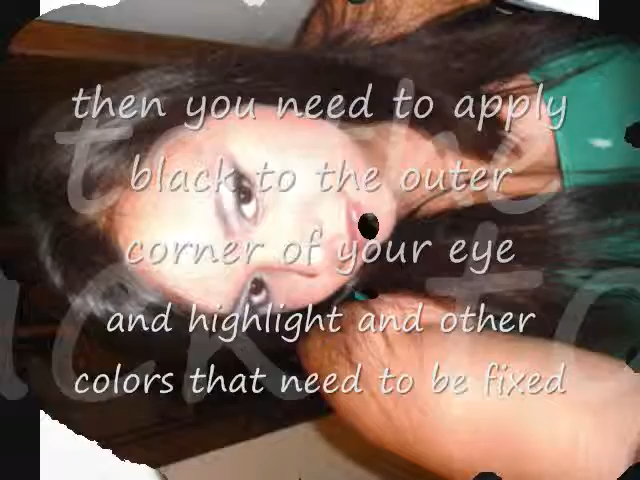 then you need to apply
black to the outer
corner of your eye
and highlight and other
colors that need to be fixed